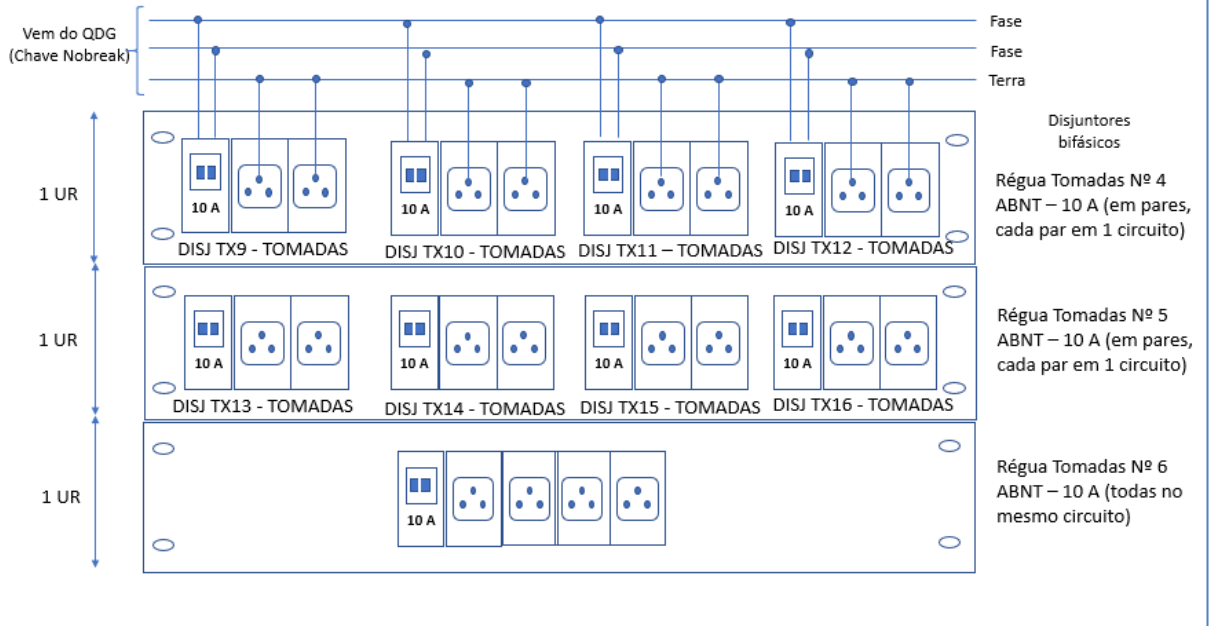 Vem do QDG
(Chave Nobreak)
Fase
Fase
Terra
Disjuntores
bifásicos
1 UR
10 A
10 A
10 A
10 A
DISJ TX9 - TOMADAS
DISJ TX10 - TOMADAS
DISJ TX11 – TOMADAS
DISJ TX12 - TOMADAS
Régua Tomadas Nº 4
ABNT – 10 A (em pares,
cada par em 1 circuito)
1 UR
10 A
10 A
10 A
10 A
DISJ TX13 - TOMADAS
DISJ TX14 - TOMADAS
DISJ TX15 - TOMADAS
DISJ TX16 - TOMADAS
Régua Tomadas Nº 5
ABNT – 10 A (em pares,
cada par em 1 circuito)
1 UR
10 A
Régua Tomadas Nº 6
ABNT – 10 A (todas no
mesmo circuito)